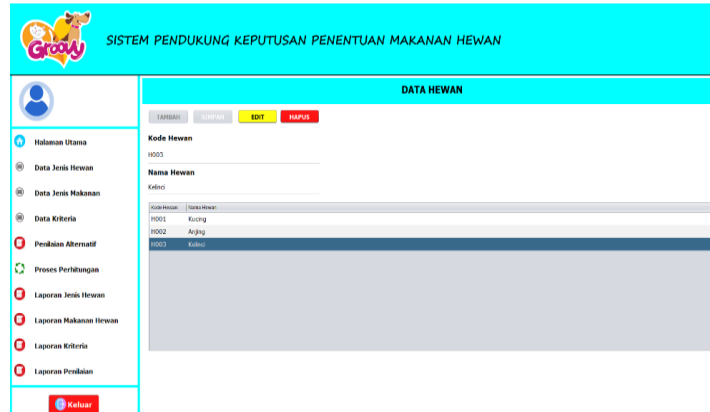 Groovy
SISTEM PENDUKUNG KEPUTUSAN PENENTUAN MAKANAN HEWAN
DATA HEWAN
TAMBAH SIMPAN EDIT HAPUS
Kode Hewan
H003
Nama Hewan
Kelinci
Kode Hewan Nama Hewan
H001 Kucing
H002 Anjing
H003 Kelinci
Halaman Utama
Data Jenis Hewan
Data Jenis Makanan
Data Kriteria
Penilaian Alternatif
Proses Perhitungan
Laporan Jenis Hewan
Laporan Makanan Hewan
Laporan Kriteria
Laporan Penilaian
Keluar